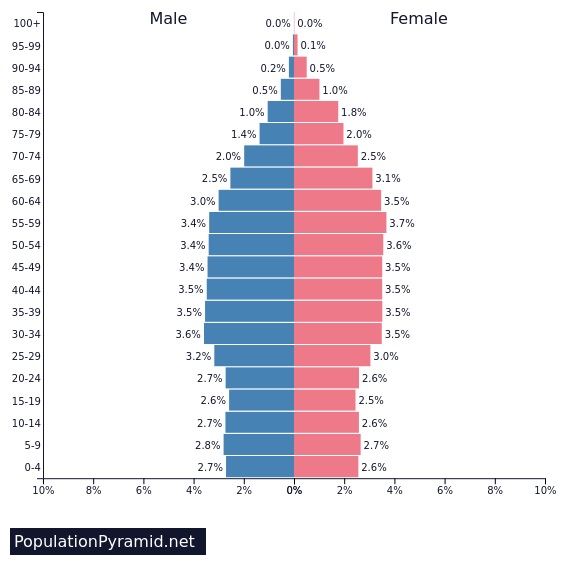 Male Female
100+ 0.0% 0.0%
95-99 0.0% 0.1%
90-94 0.2% 0.5%
85-89 0.5% 1.0%
80-84 1.0% 1.8%
75-79 1.4% 2.0%
70-74 2.0% 2.5%
65-69 2.5% 3.1%
60-64 3.0% 3.5%
55-59 3.4% 3.7%
50-54 3.4% 3.6%
45-49 3.4% 3.5%
40-44 3.5% 3.5%
35-39 3.5% 3.5%
30-34 3.6% 3.5%
25-29 3.2% 3.0%
20-24 2.7% 2.6%
15-19 2.6% 2.5%
10-14 2.7% 2.6%
5-9 2.8% 2.7%
0-4 2.7% 2.6%
10% 8% 6% 4% 2% 0% 2% 4% 6% 8% 10%
PopulationPyramid.net